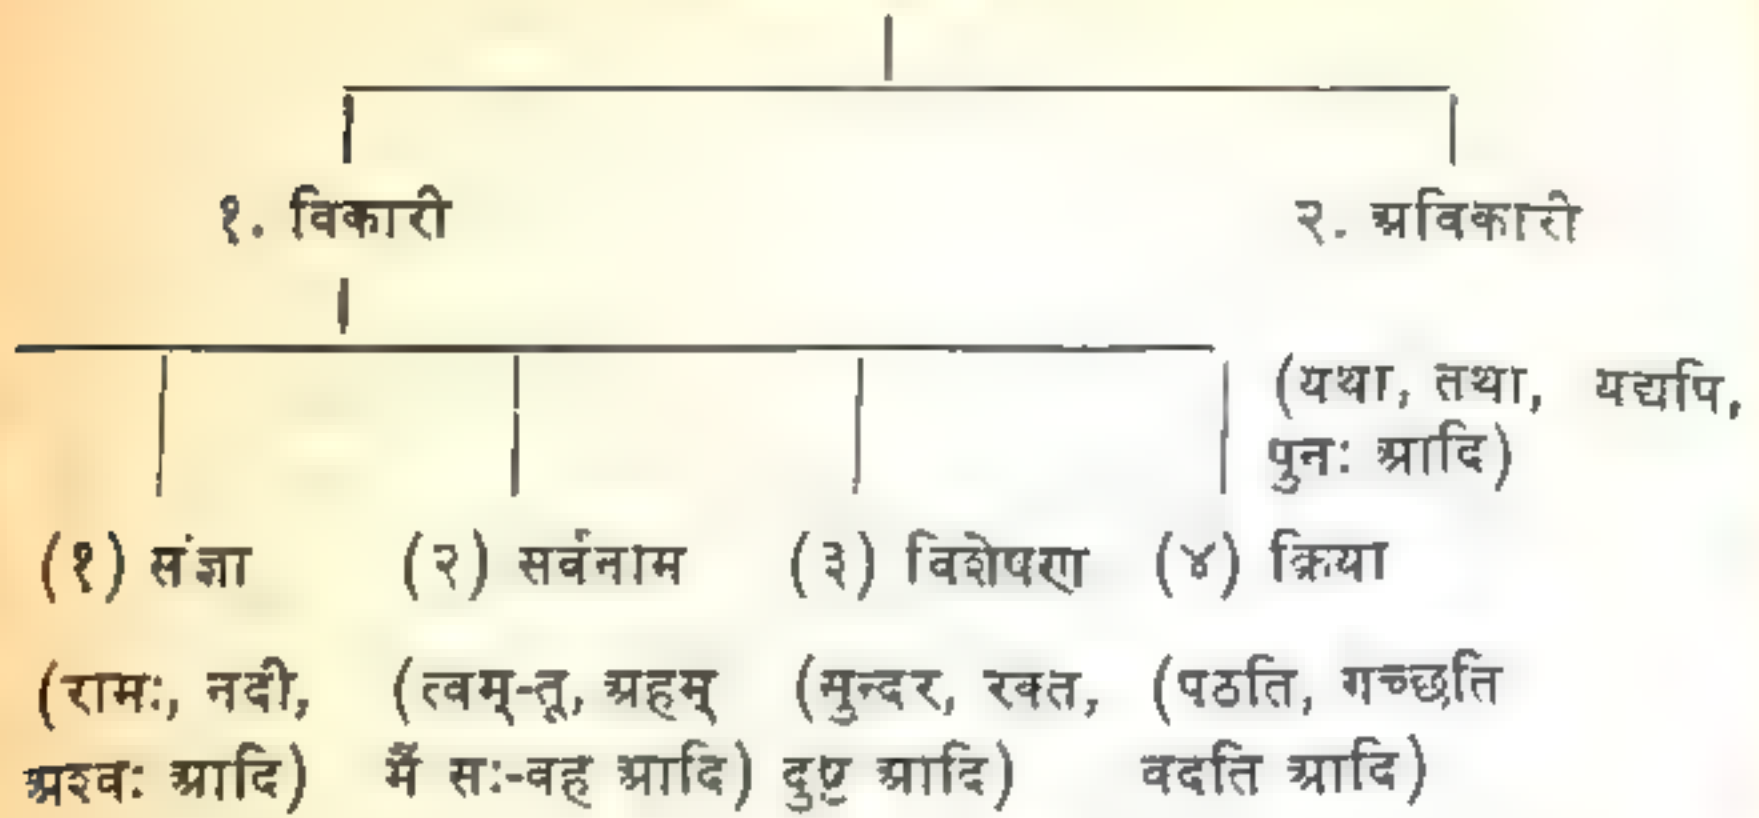 १. विकारी २. अविकारी
(यथा, तथा, यद्यपि,
पुनः आदि)
(१) संज्ञा (२) सर्वनाम (३) विशेषण (४) क्रिया
(रामः, नदी, (त्वम्-तू, अहम् (सुन्दर, रक्त, (पठति, गच्छति
अश्वः आदि) मैं सः-वह आदि) दुष्ट आदि) वदति आदि)